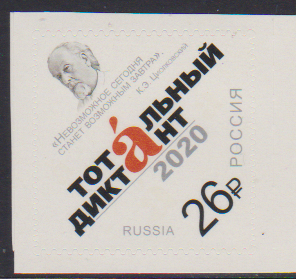 «Невозможное сегодня
станет возможным завтра»
К.Э. Циолковский
тотальный
диктант
2020
26₽
РОССИЯ
RUSSIA